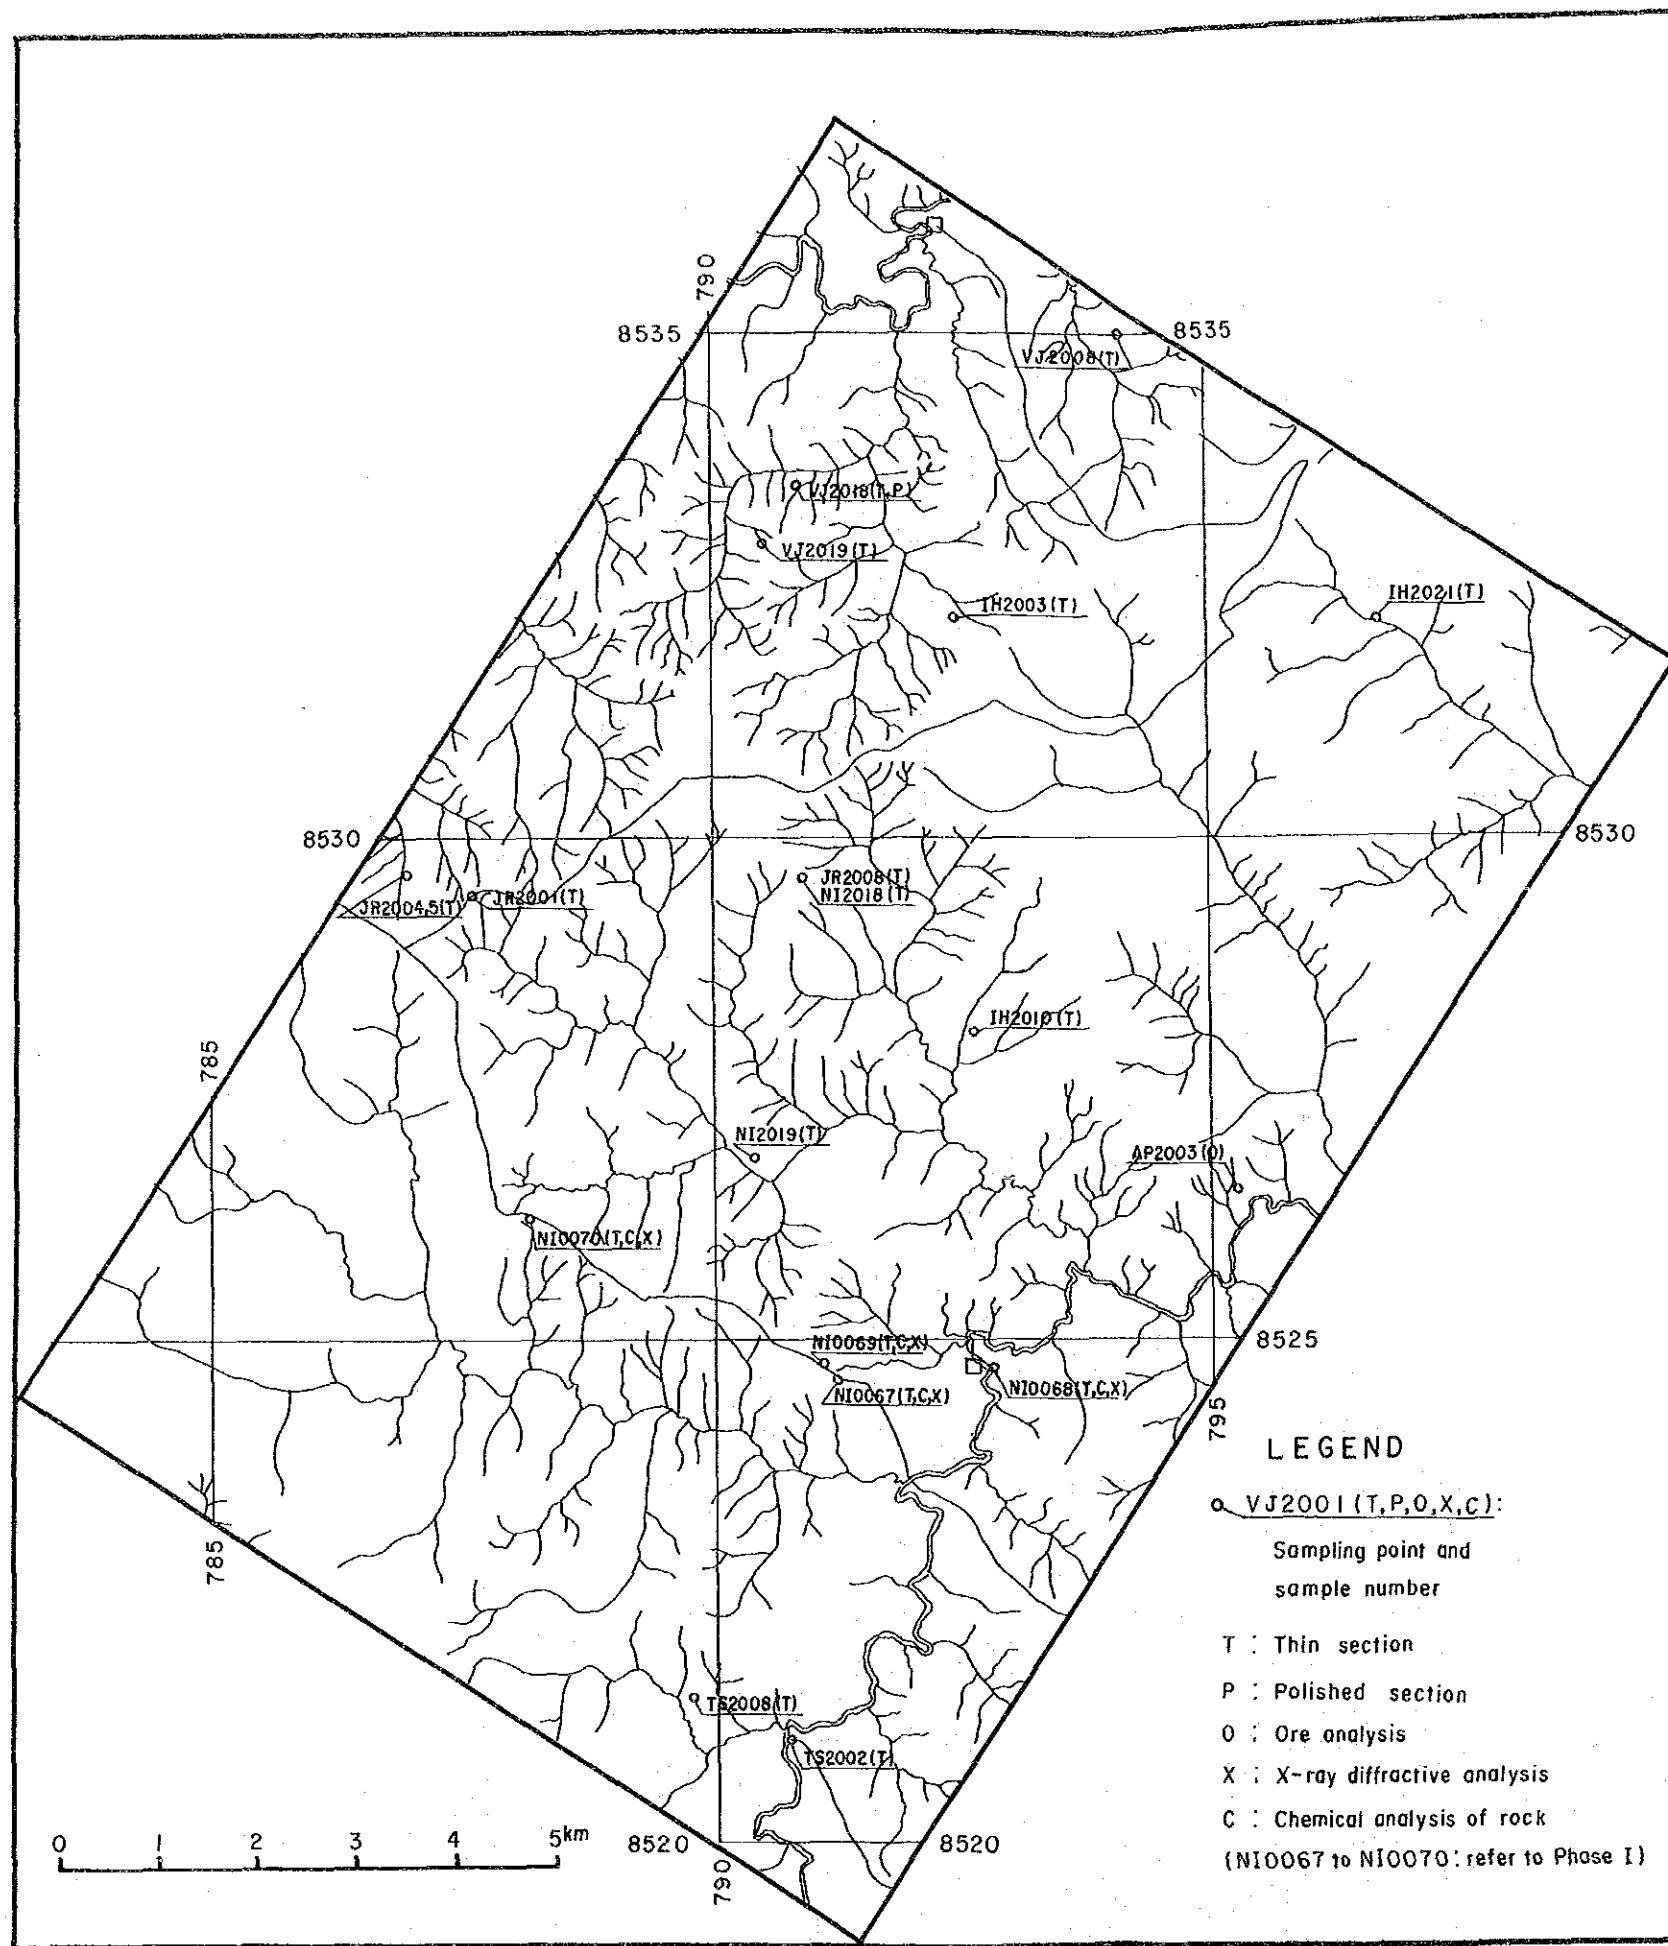 790
8535
8535
VJ2008(T)
VJ2018(T,P)
VJ2019(T)
IH2003(T)
IH2021(T)
8530
8530
JR2008(T)
NI2018(T)
JR2001(T)
JR2004,5(T)
IH2010(T)
785
NI2019(T)
AP2003(O)
NI0070(T,C,X)
8525
NI0069(T,C,X)
NI0067(T,C,X)
NI0068(T,C,X)
795
LEGEND
VJ2001(T,P,O,X,C):
Sampling point and
sample number
785
T : Thin section
P : Polished section
O : Ore analysis
X : X-ray diffractive analysis
C : Chemical analysis of rock
(NI0067 to NI0070: refer to Phase I)
TS2008(T)
TS2002(T)
0 1 2 3 4 5km
8520
8520
790